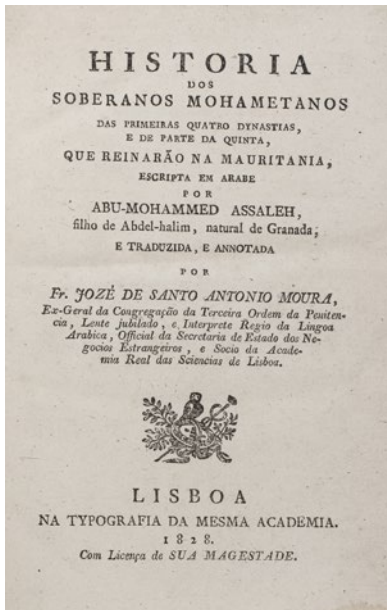 HISTORIA
DOS
SOBERANOS MOHAMETANOS
DAS PRIMEIRAS QUATRO DYNASTIAS,
E DE PARTE DA QUINTA,
QUE REINARÃO NA MAURITANIA,
ESCRIPTA EM ARABE
POR
ABU-MOHAMMED ASSALEH,
filho de Abdel-halim, natural de Granada;
E TRADUZIDA, E ANNOTADA
POR
Fr. JOZÉ DE SANTO ANTONIO MOURA,
Ex-Geral da Congregação da Terceira Ordem da Peniten-
cia, Lente jubilado, e Interprete Regio da Lingoa
Arabica, Official da Secretaria de Estado dos Ne-
gocios Estrangeiros, e Socio da Acade-
mia Real das Sciencias de Lisboa.
LISBOA
NA TYPOGRAFIA DA MESMA ACADEMIA.
1828.
Com Licença de SUA MAGESTADE.